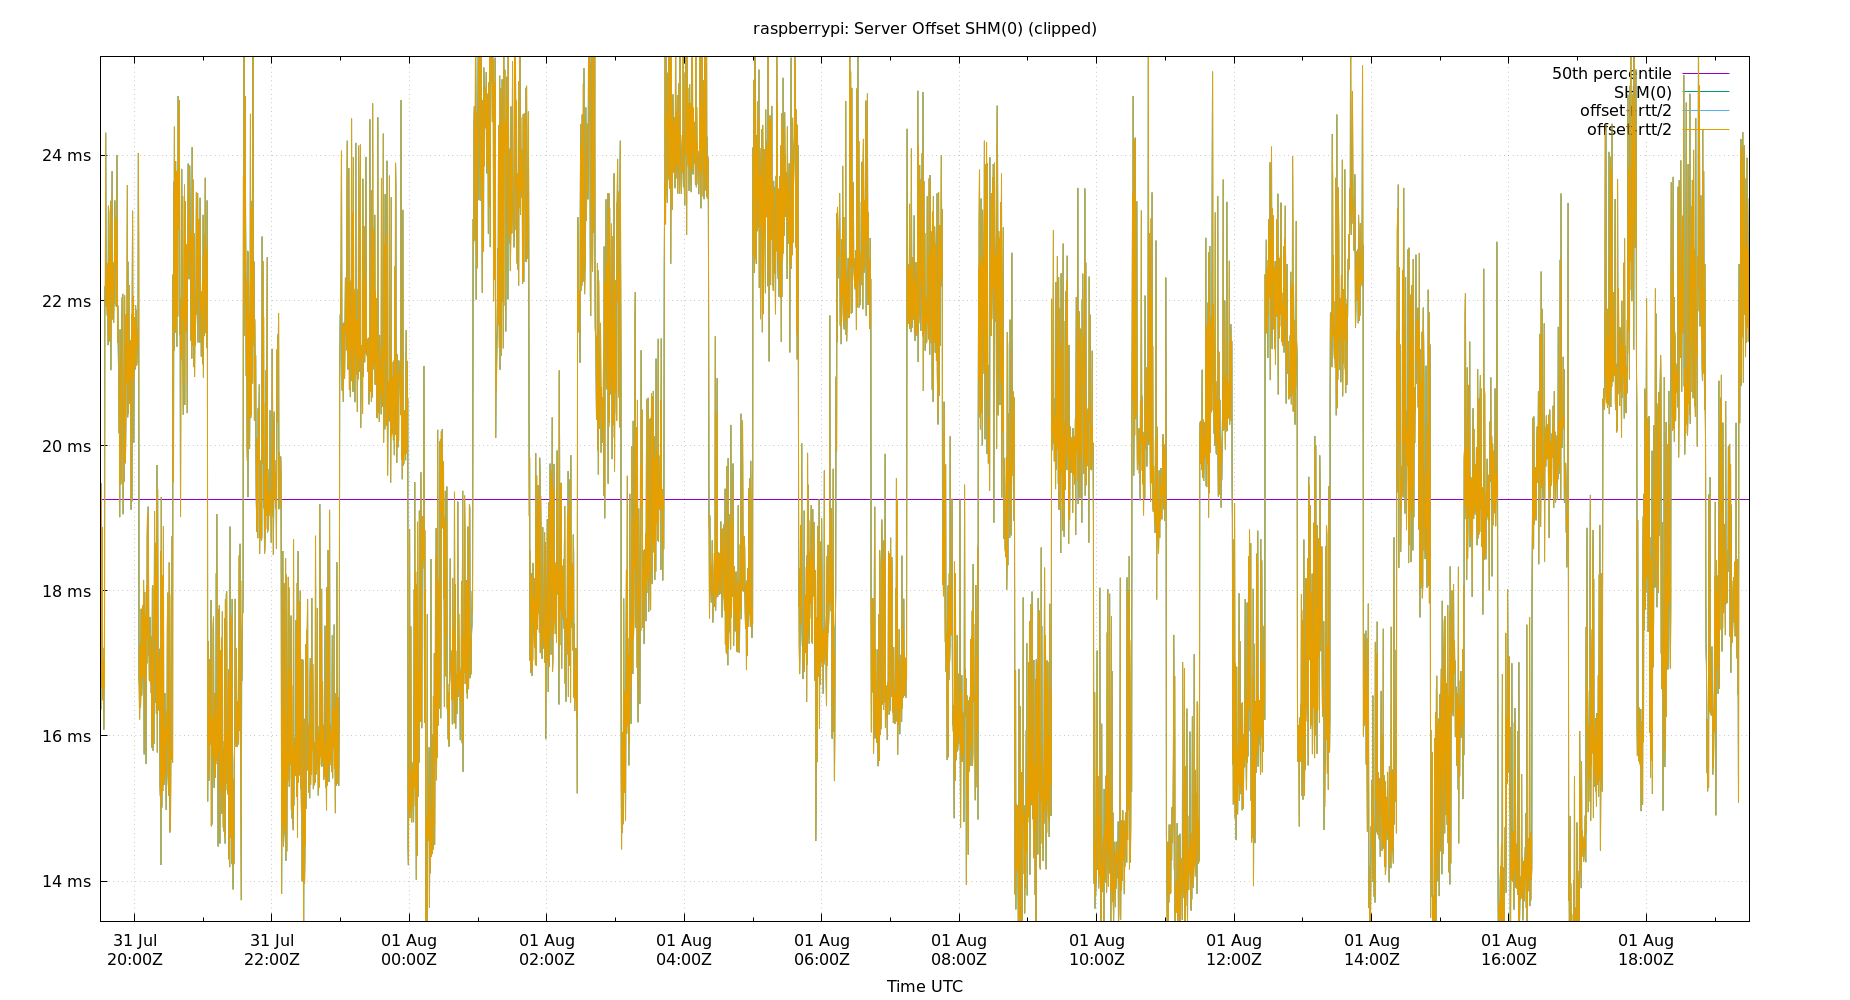 raspberrypi: Server Offset SHM(0) (clipped)
50th percentile
SHM(0)
offset+rtt/2
offset-rtt/2
24 ms
22 ms
20 ms
18 ms
16 ms
14 ms
31 Jul 31 Jul 01 Aug 01 Aug 01 Aug 01 Aug 01 Aug 01 Aug 01 Aug 01 Aug 01 Aug 01 Aug
20:00Z 22:00Z 00:00Z 02:00Z 04:00Z 06:00Z 08:00Z 10:00Z 12:00Z 14:00Z 16:00Z 18:00Z
Time UTC